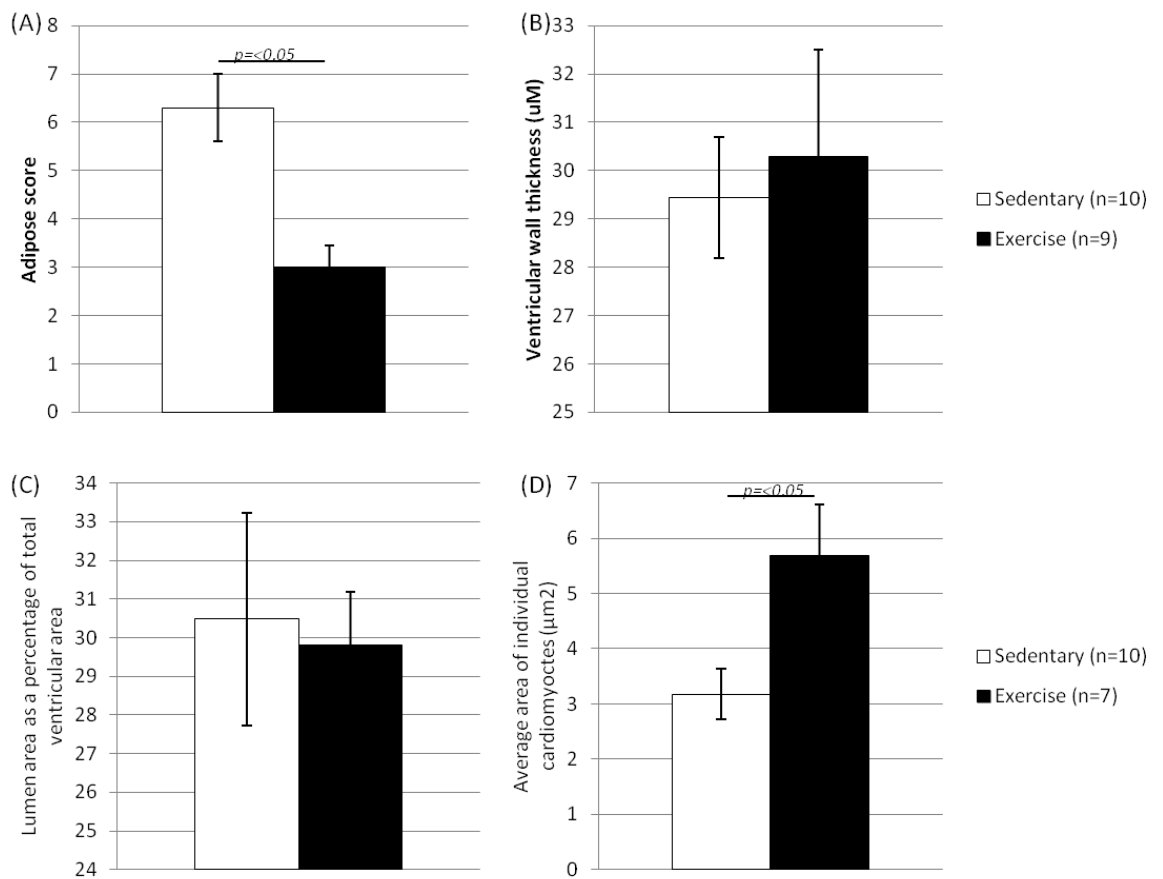 (A)
Adipose score
8
7
6
5
4
3
2
1
0
p=<0.05
(B)
Ventricular wall thickness (uM)
33
32
31
30
29
28
27
26
25
Sedentary (n=10)
Exercise (n=9)
(C)
Lumen area as a percentage of total
ventricular area
34
33
32
31
30
29
28
27
26
25
24
(D)
Average area of individual
cardiomyoctes (μm2)
7
6
5
4
3
2
1
0
p=<0.05
Sedentary (n=10)
Exercise (n=7)